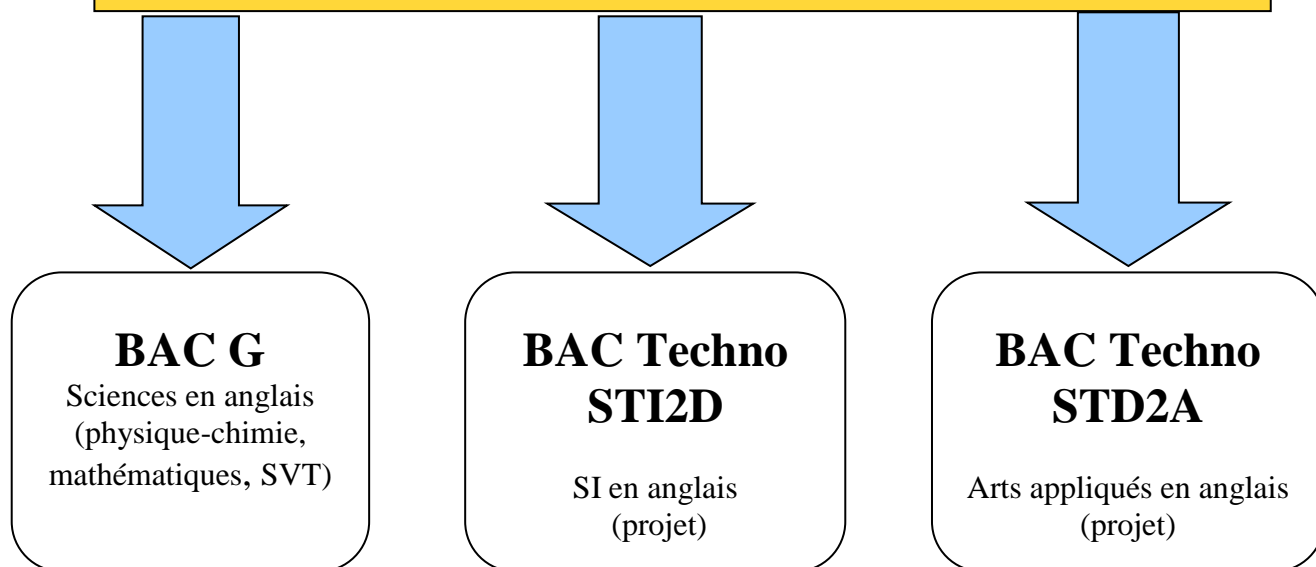 BAC G
Sciences en anglais
(physique-chimie,
mathématiques, SVT)
BAC Techno
STI2D
SI en anglais
(projet)
BAC Techno
STD2A
Arts appliqués en anglais
(projet)